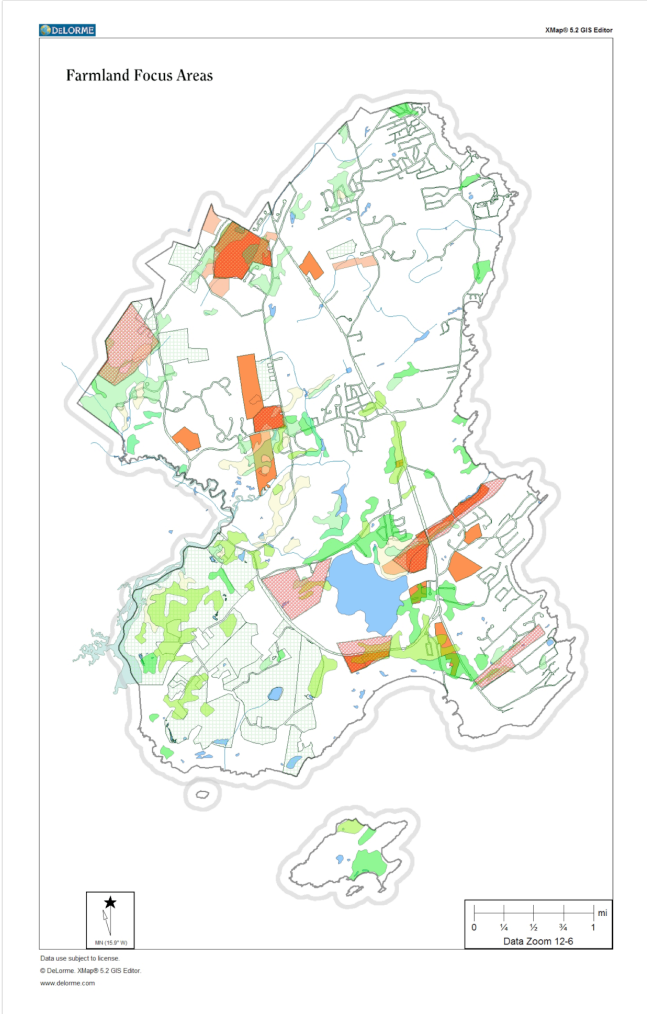 DELORME
XMap® 5.2 GIS Editor
Farmland Focus Areas
MN (15.9° W)
mi
0 ¼ ½ ¾ 1
Data Zoom 12-6
Data use subject to license.
© DeLorme. XMap® 5.2 GIS Editor.
www.delorme.com